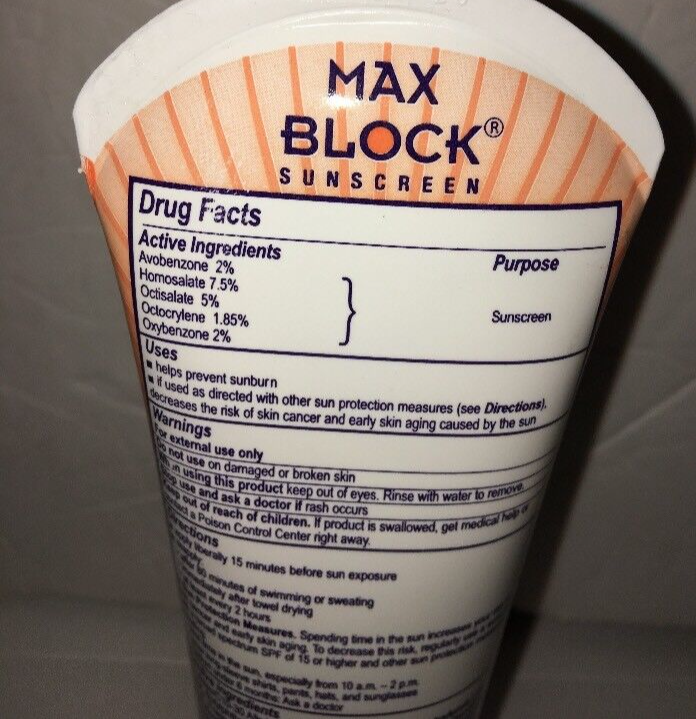 MAX
BLOCK®
SUNSCREEN
Drug Facts
Active Ingredients
Purpose
Avobenzone 2%
Homosalate 7.5%
Octisalate 5%
Octocrylene 1.85%
Oxybenzone 2%
}
Sunscreen
Uses
▪ helps prevent sunburn
▪ if used as directed with other sun protection measures (see Directions),
decreases the risk of skin cancer and early skin aging caused by the sun
Warnings
For external use only
Do not use on damaged or broken skin
using this product keep out of eyes. Rinse with water to remove.
use and ask a doctor if rash occurs
out of reach of children. If product is swallowed, get medical help or
a Poison Control Center right away.
liberally 15 minutes before sun exposure
minutes of swimming or sweating
after towel drying
every 2 hours
Measures. Spending time in the sun increases your
and early skin aging. To decrease this risk, regularly use a
spectrum SPF of 15 or higher and other sun protection
the sun, especially from 10 a.m. – 2 p.m.
shirts, pants, hats, and sunglasses
6 months: Ask a doctor